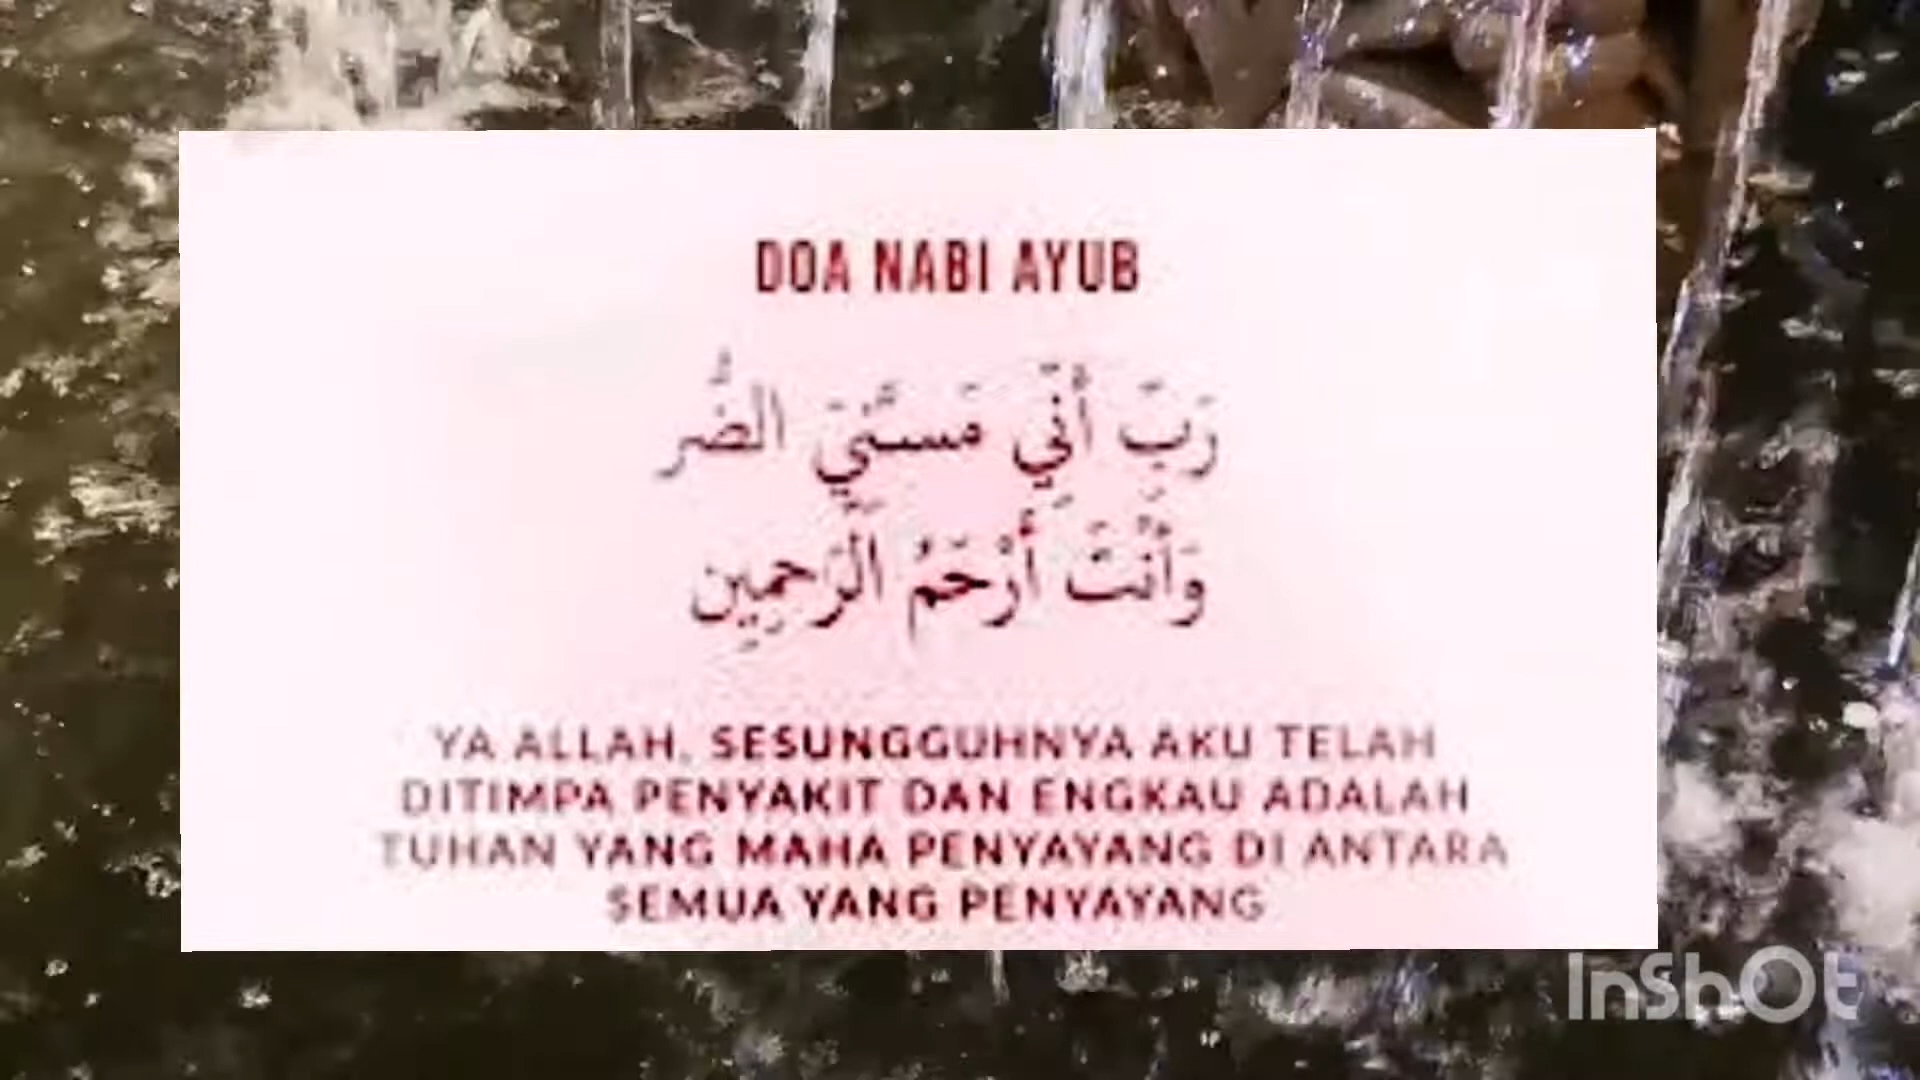 DOA NABI AYUB
رَبِّ أَنِّي مَسَّنِيَ الضُّر
وَأَنْتَ أَرْحَمُ الرَّحِمِين
YA ALLAH, SESUNGGUHNYA AKU TELAH
DITIMPA PENYAKIT DAN ENGKAU ADALAH
TUHAN YANG MAHA PENYAYANG DI ANTARA
SEMUA YANG PENYAYANG
InShOt